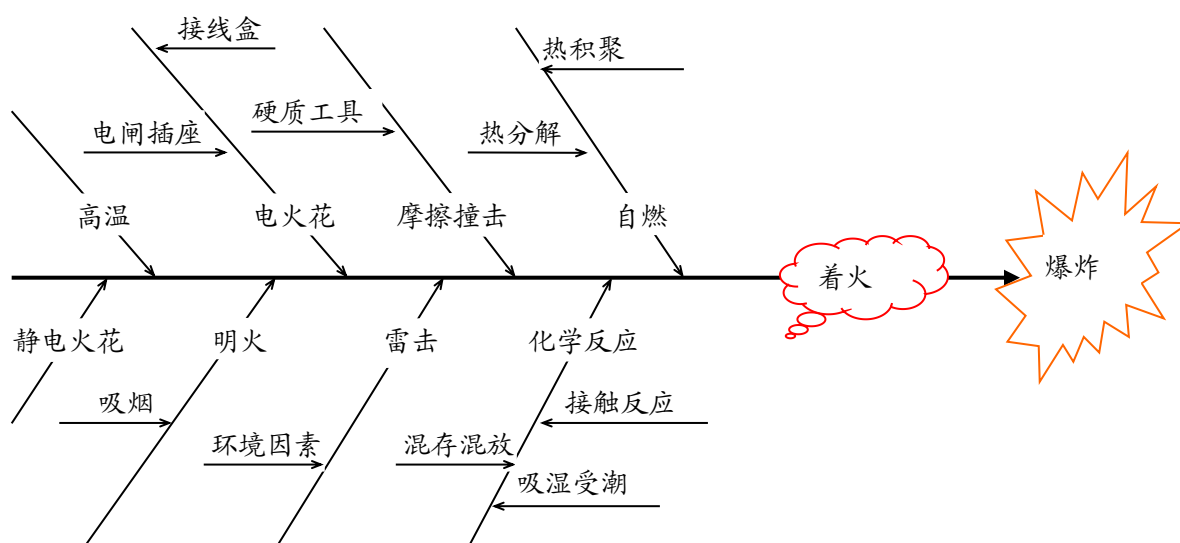 接线盒
热积聚
硬质工具
电闸插座
热分解
高温
电火花
摩擦撞击
自燃
着火
爆炸
静电火花
明火
雷击
化学反应
吸烟
接触反应
环境因素
混存混放
吸湿受潮